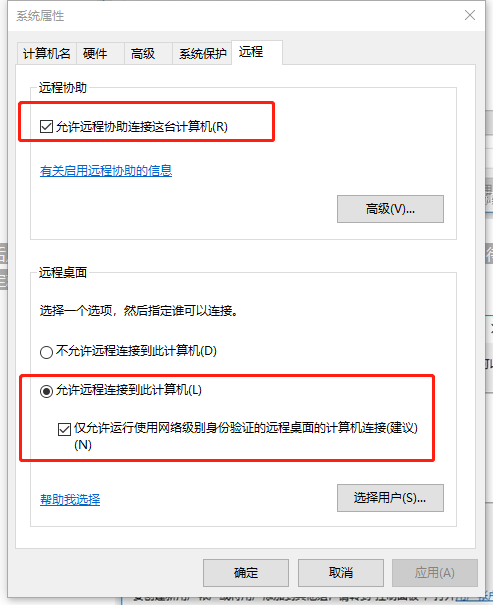 系统属性
计算机名 硬件 高级 系统保护 远程
远程协助
允许远程协助连接这台计算机(R)
有关启用远程协助的信息
高级(V)...
远程桌面
选择一个选项，然后指定谁可以连接。
不允许远程连接到此计算机(D)
允许远程连接到此计算机(L)
仅允许运行使用网络级别身份验证的远程桌面的计算机连接(建议)
(N)
帮助我选择
选择用户(S)...
确定 取消 应用(A)